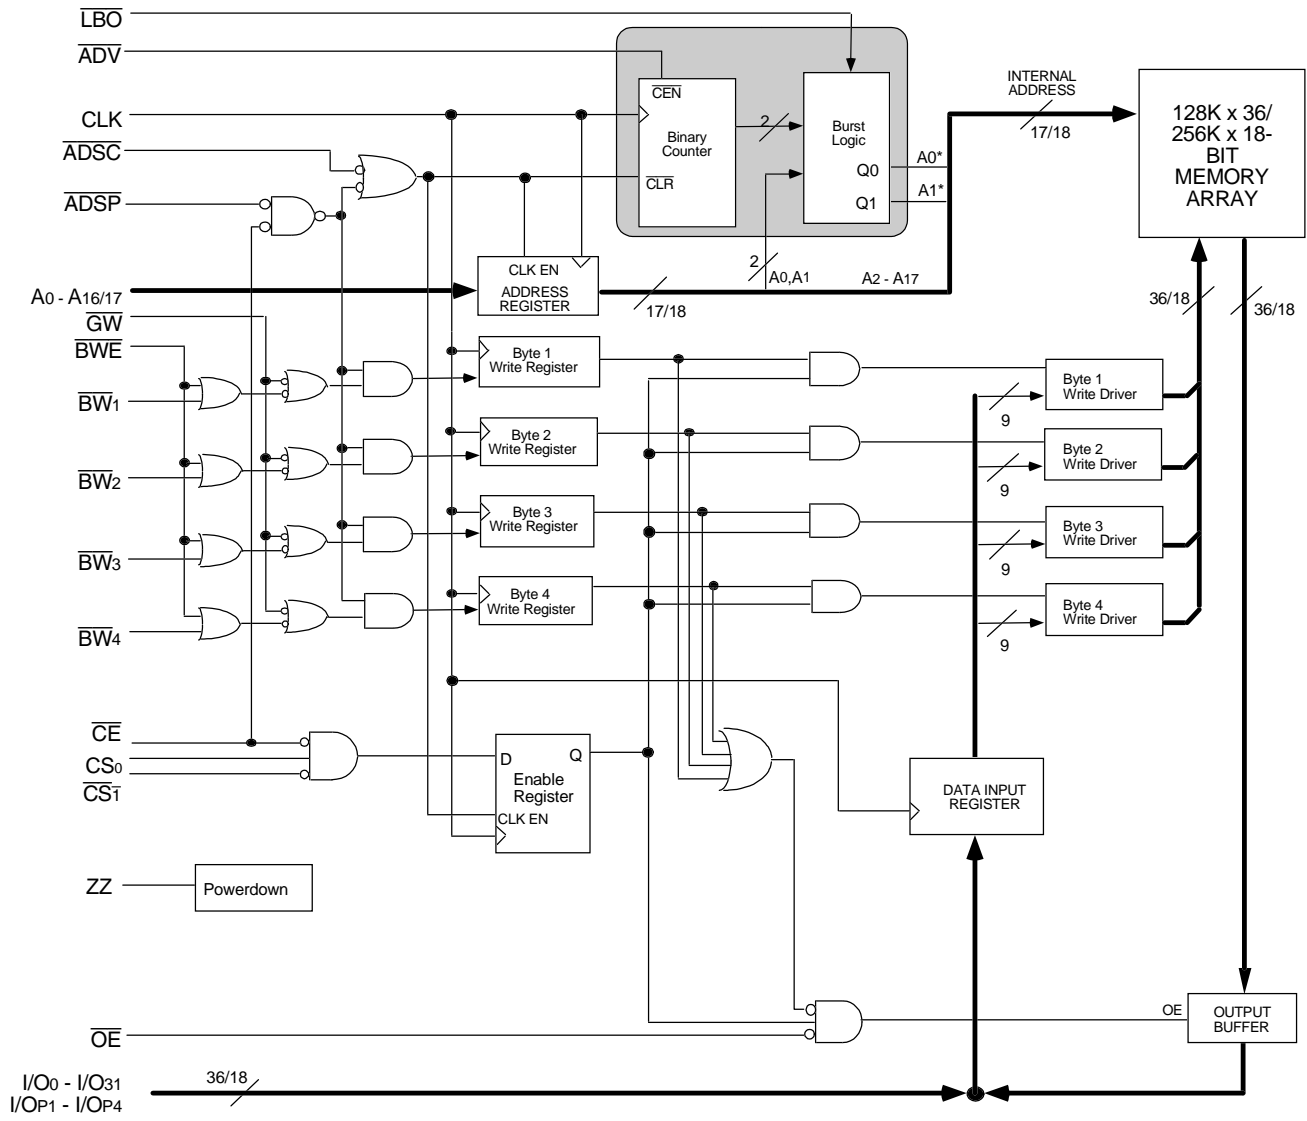 LBO
ADV
CLK
ADSC
ADSP
CEN
Binary
Counter
CLR
2
Burst
Logic
Q0
Q1
A0*
A1*
INTERNAL
ADDRESS
17/18
128K x 36/
256K x 18-
BIT
MEMORY
ARRAY
A0 - A16/17
CLK EN
ADDRESS
REGISTER
17/18
2
A0,A1
A2 - A17
36/18
36/18
GW
BWE
BW1
Byte 1
Write Register
9
Byte 1
Write Driver
BW2
Byte 2
Write Register
9
Byte 2
Write Driver
BW3
Byte 3
Write Register
9
Byte 3
Write Driver
BW4
Byte 4
Write Register
9
Byte 4
Write Driver
CE
CS0
CS1
D
Q
Enable
Register
CLK EN
DATA INPUT
REGISTER
ZZ
Powerdown
OE
OE
OUTPUT
BUFFER
I/O0 - I/O31
I/OP1 - I/OP4
36/18